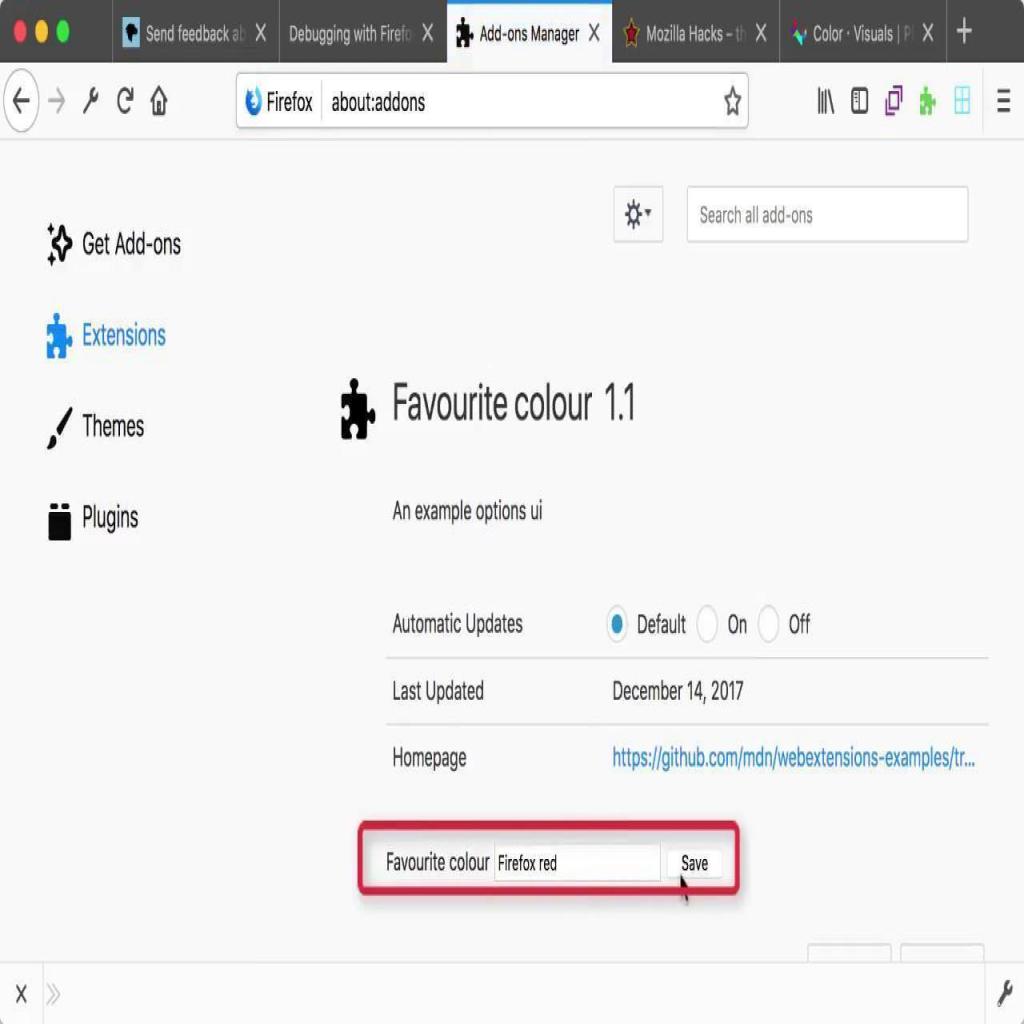 Send feedback ab
Debugging with Firefo
Add-ons Manager
Mozilla Hacks – th
Color · Visuals | P
Firefox
about:addons
Search all add-ons
Get Add-ons
Extensions
Themes
Plugins
Favourite colour 1.1
An example options ui
Automatic Updates Default On Off
Last Updated December 14, 2017
Homepage https://github.com/mdn/webextensions-examples/tr...
Favourite colour Firefox red Save